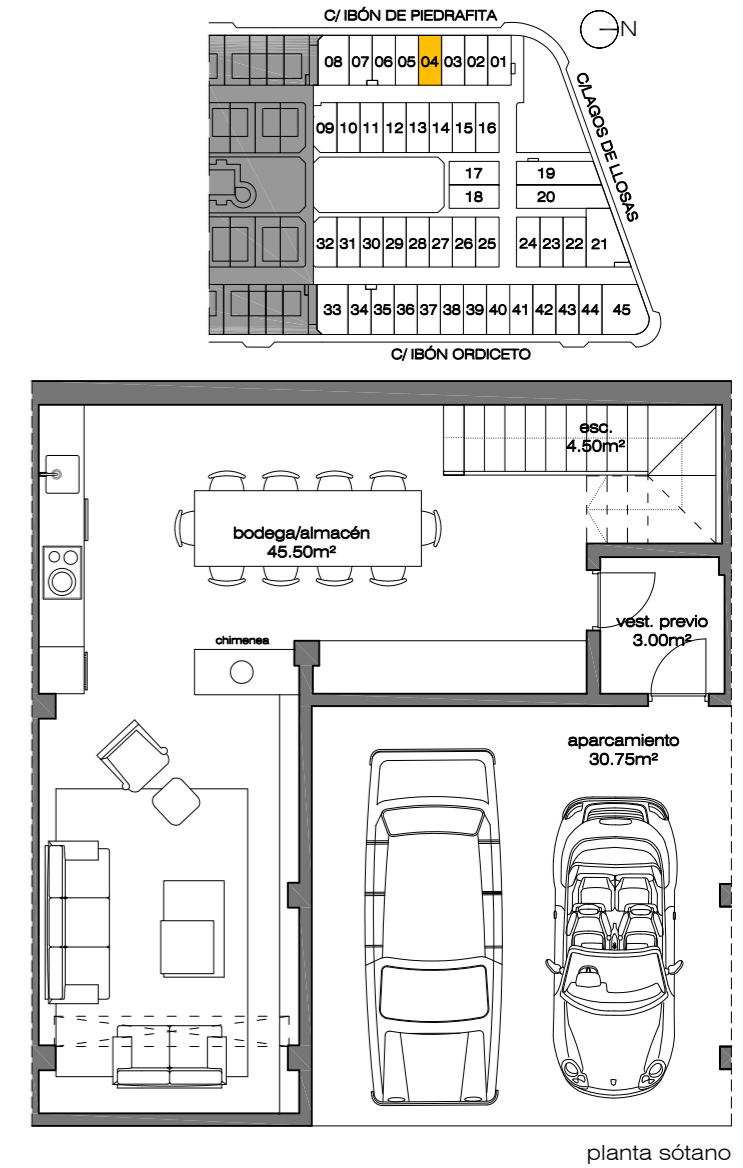 C/ IBÓN DE PIEDRAFITA
N
C/LAGOS DE LLOSAS
08 07 06 05 04 03 02 01
09 10 11 12 13 14 15 16
17 19
18 20
32 31 30 29 28 27 26 25 24 23 22 21
33 34 35 36 37 38 39 40 41 42 43 44 45
C/ IBÓN ORDICETO
esc.
4.50m²
bodega/almacén
45.50m²
vest. previo
3.00m²
chimenea
aparcamiento
30.75m²
planta sótano